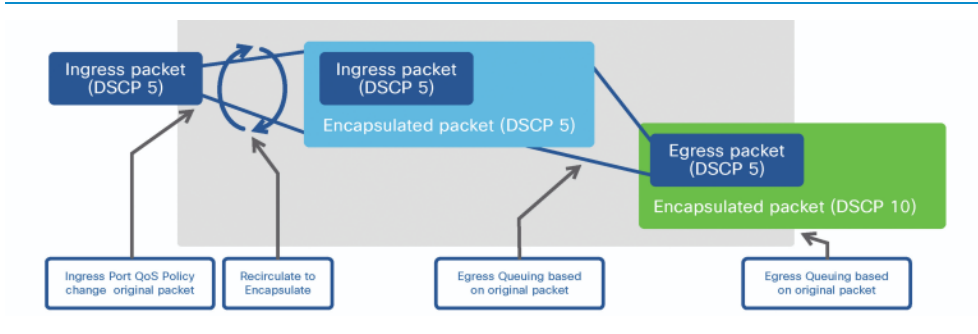 Ingress packet
(DSCP 5)
Ingress packet
(DSCP 5)
Encapsulated packet (DSCP 5)
Egress packet
(DSCP 5)
Encapsulated packet (DSCP 10)
Ingress Port QoS Policy
change original packet
Recirculate to
Encapsulate
Egress Queuing based
on original packet
Egress Queuing based
on original packet